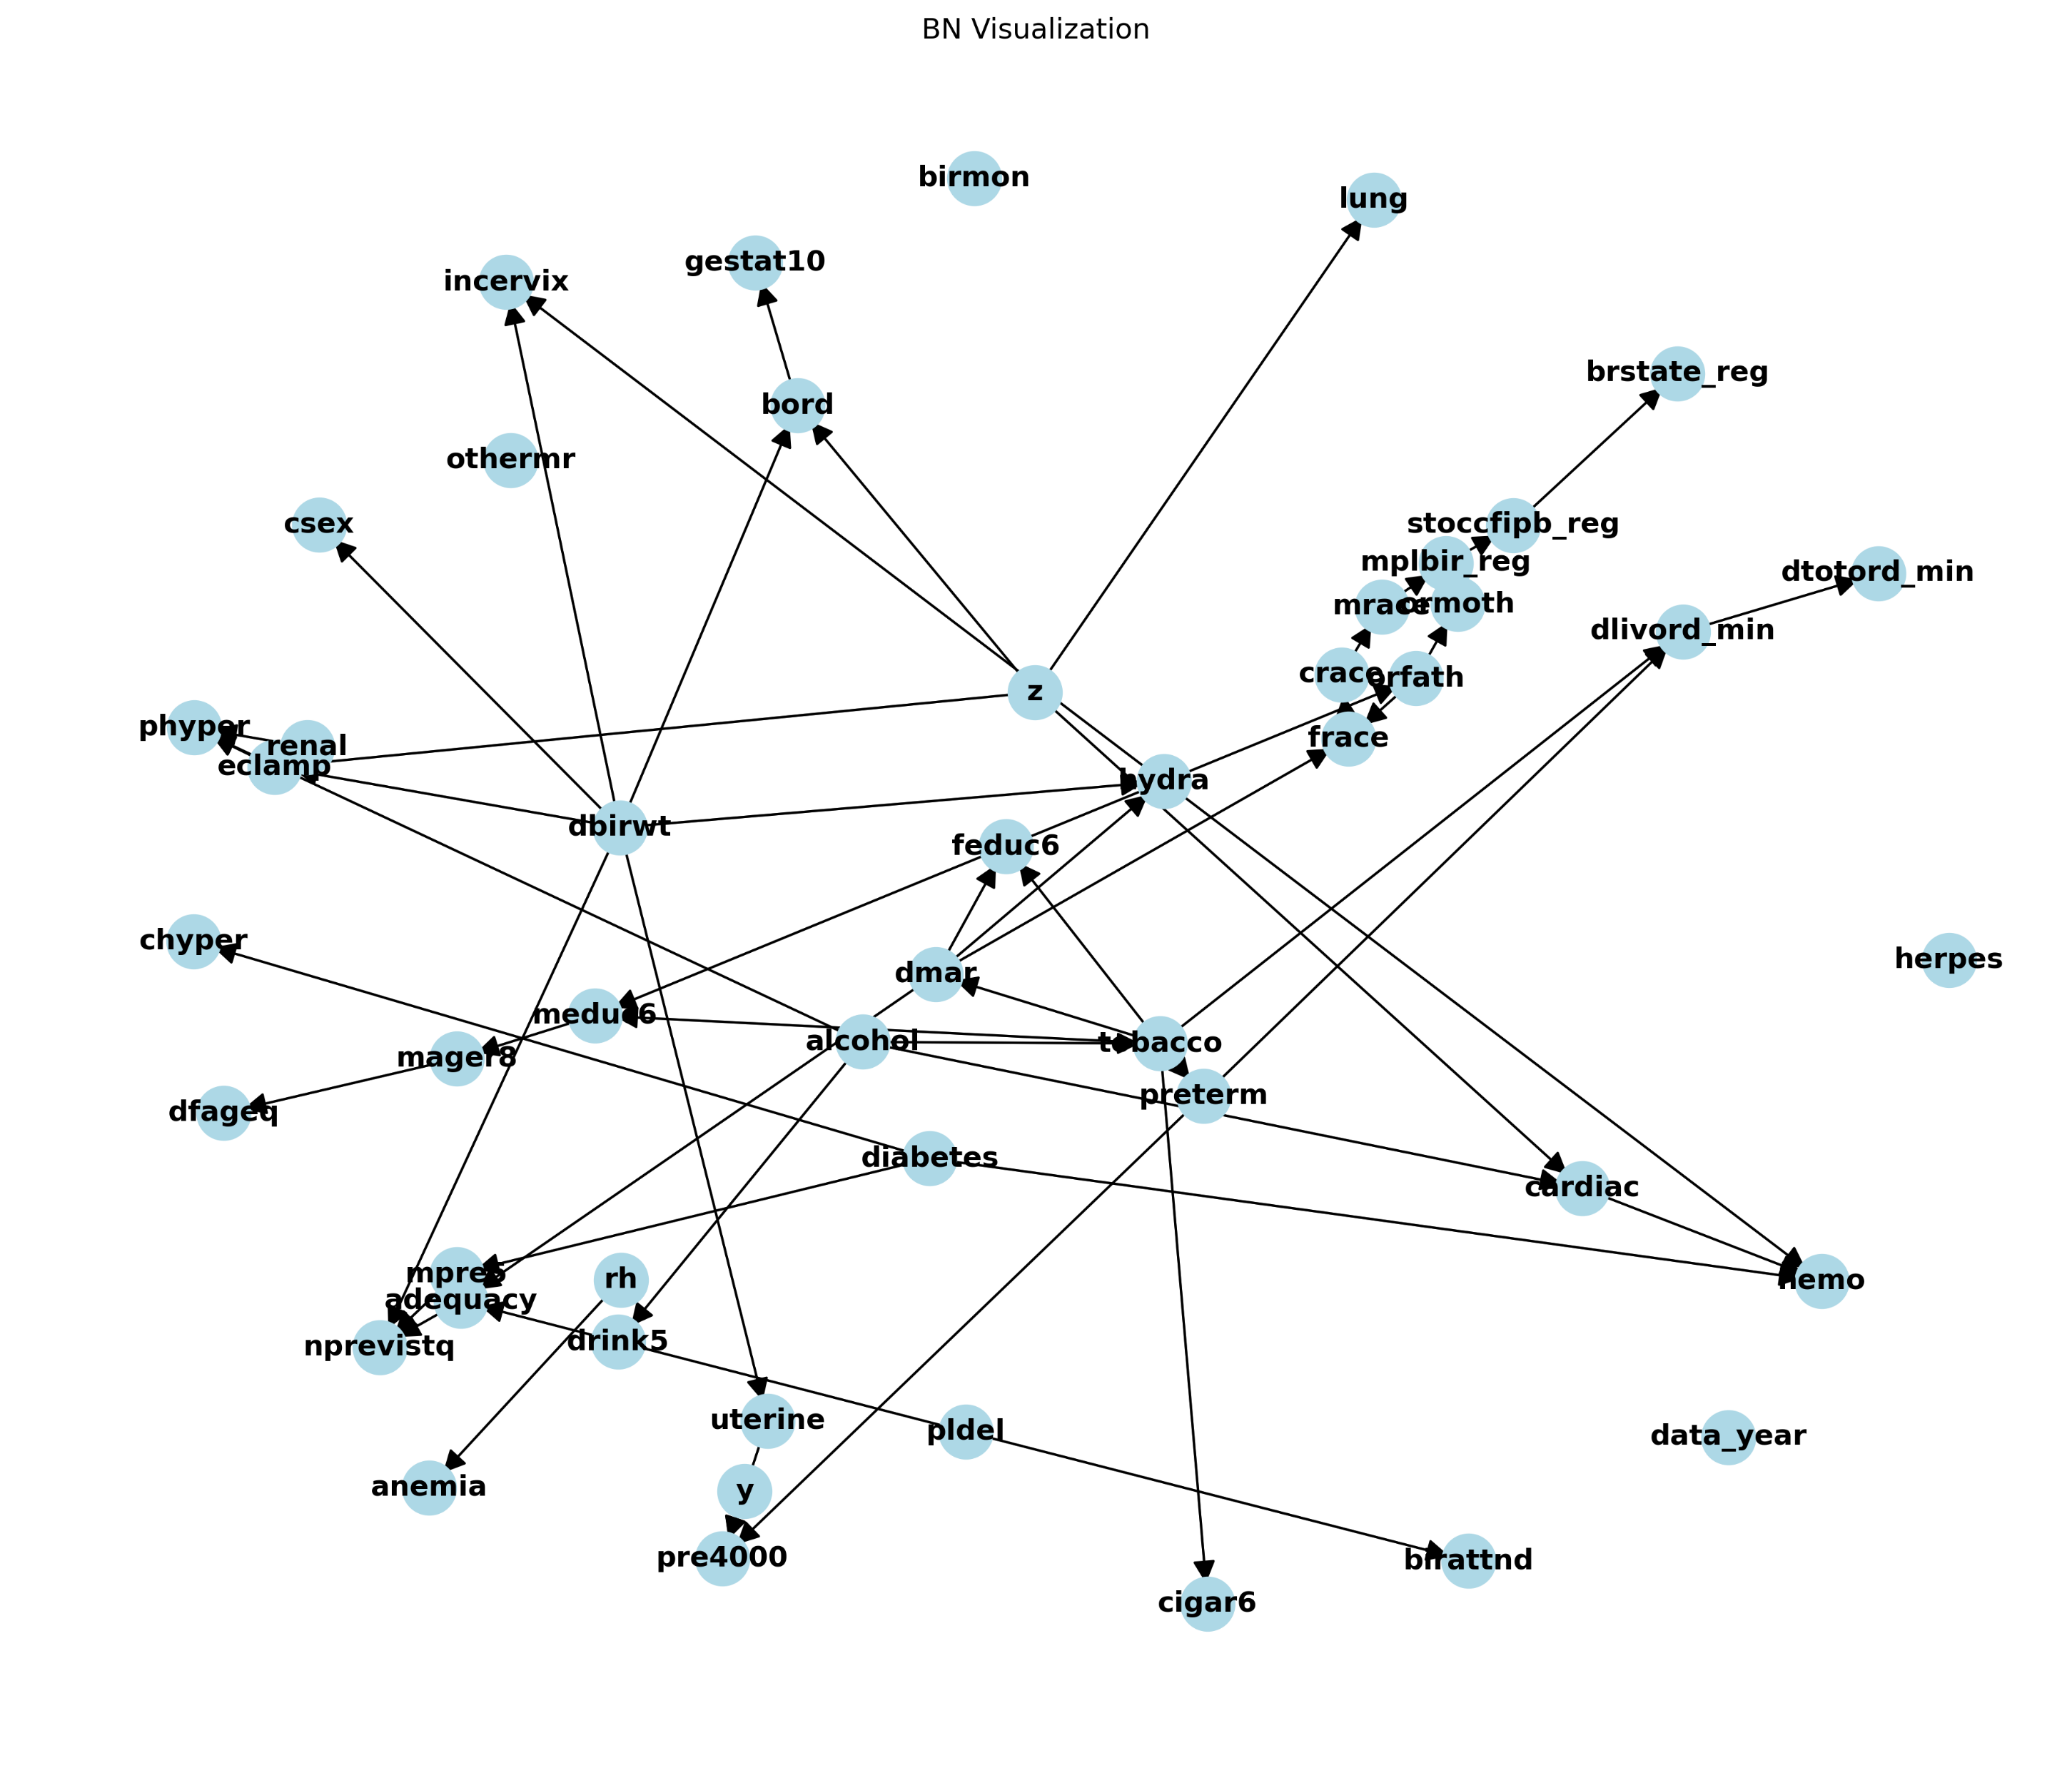 BN Visualization
birmon
lung
gestat10
incervix
brstate_reg
bord
othermr
csex
stoccfipb_reg
mplbir_reg
dtotord_min
mrace
ormoth
dlivord_min
crace
orfath
z
phyper
renal
frace
eclamp
hydra
dbirwt
feduc6
chyper
herpes
dmar
meduc6
alcohol
tobacco
mager8
preterm
dfageq
diabetes
cardiac
mpre5
rh
hemo
adequacy
drink5
nprevistq
uterine
pldel
data_year
anemia
y
pre4000
birattnd
cigar6